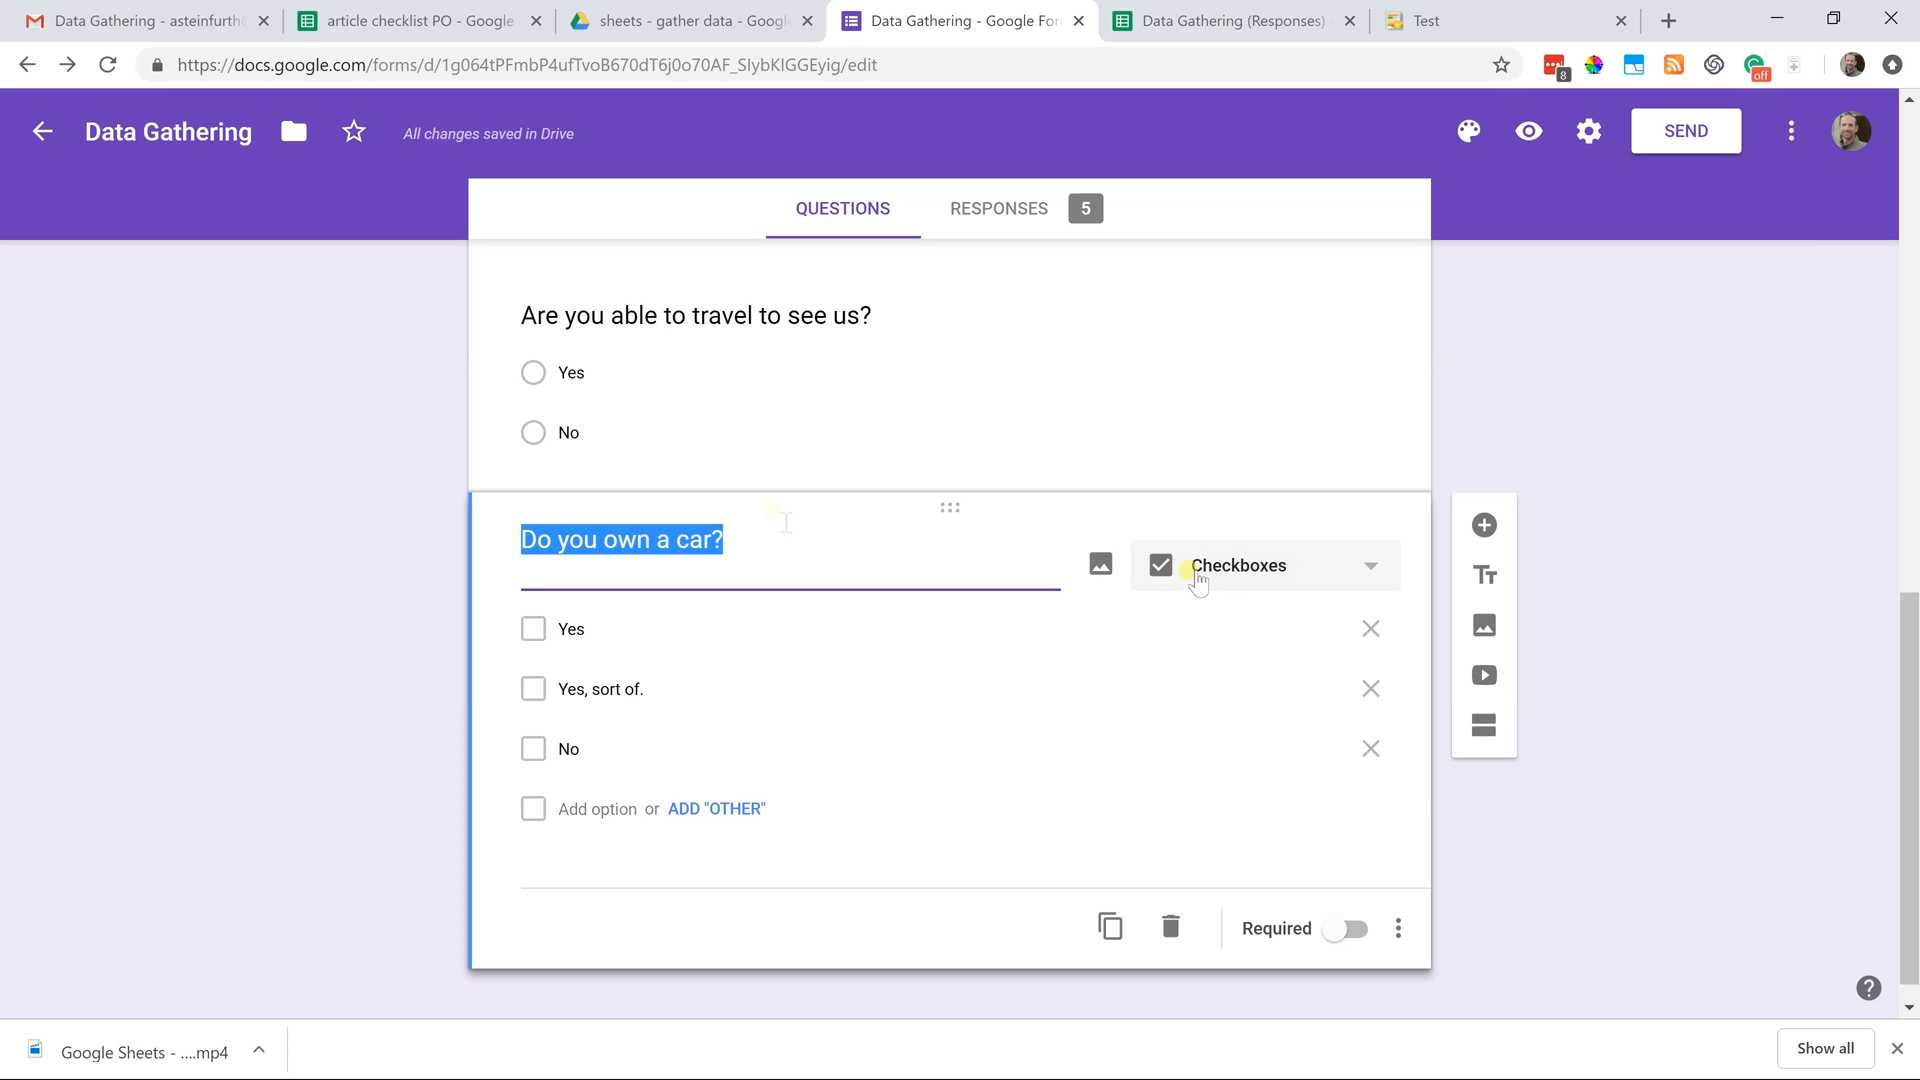 Data Gathering - asteinfurth
article checklist PO - Google
sheets - gather data - Googl
Data Gathering - Google For
Data Gathering (Responses) -
Test
https://docs.google.com/forms/d/1g064tPFmbP4ufTvoB670dT6j0o70AF_SlybKIGGEyig/edit
8
off
Data Gathering
All changes saved in Drive
SEND
QUESTIONS
RESPONSES 5
Are you able to travel to see us?
Yes
No
Do you own a car?
Checkboxes
Yes
Yes, sort of.
No
Add option or ADD "OTHER"
Required
Google Sheets - ....mp4
Show all